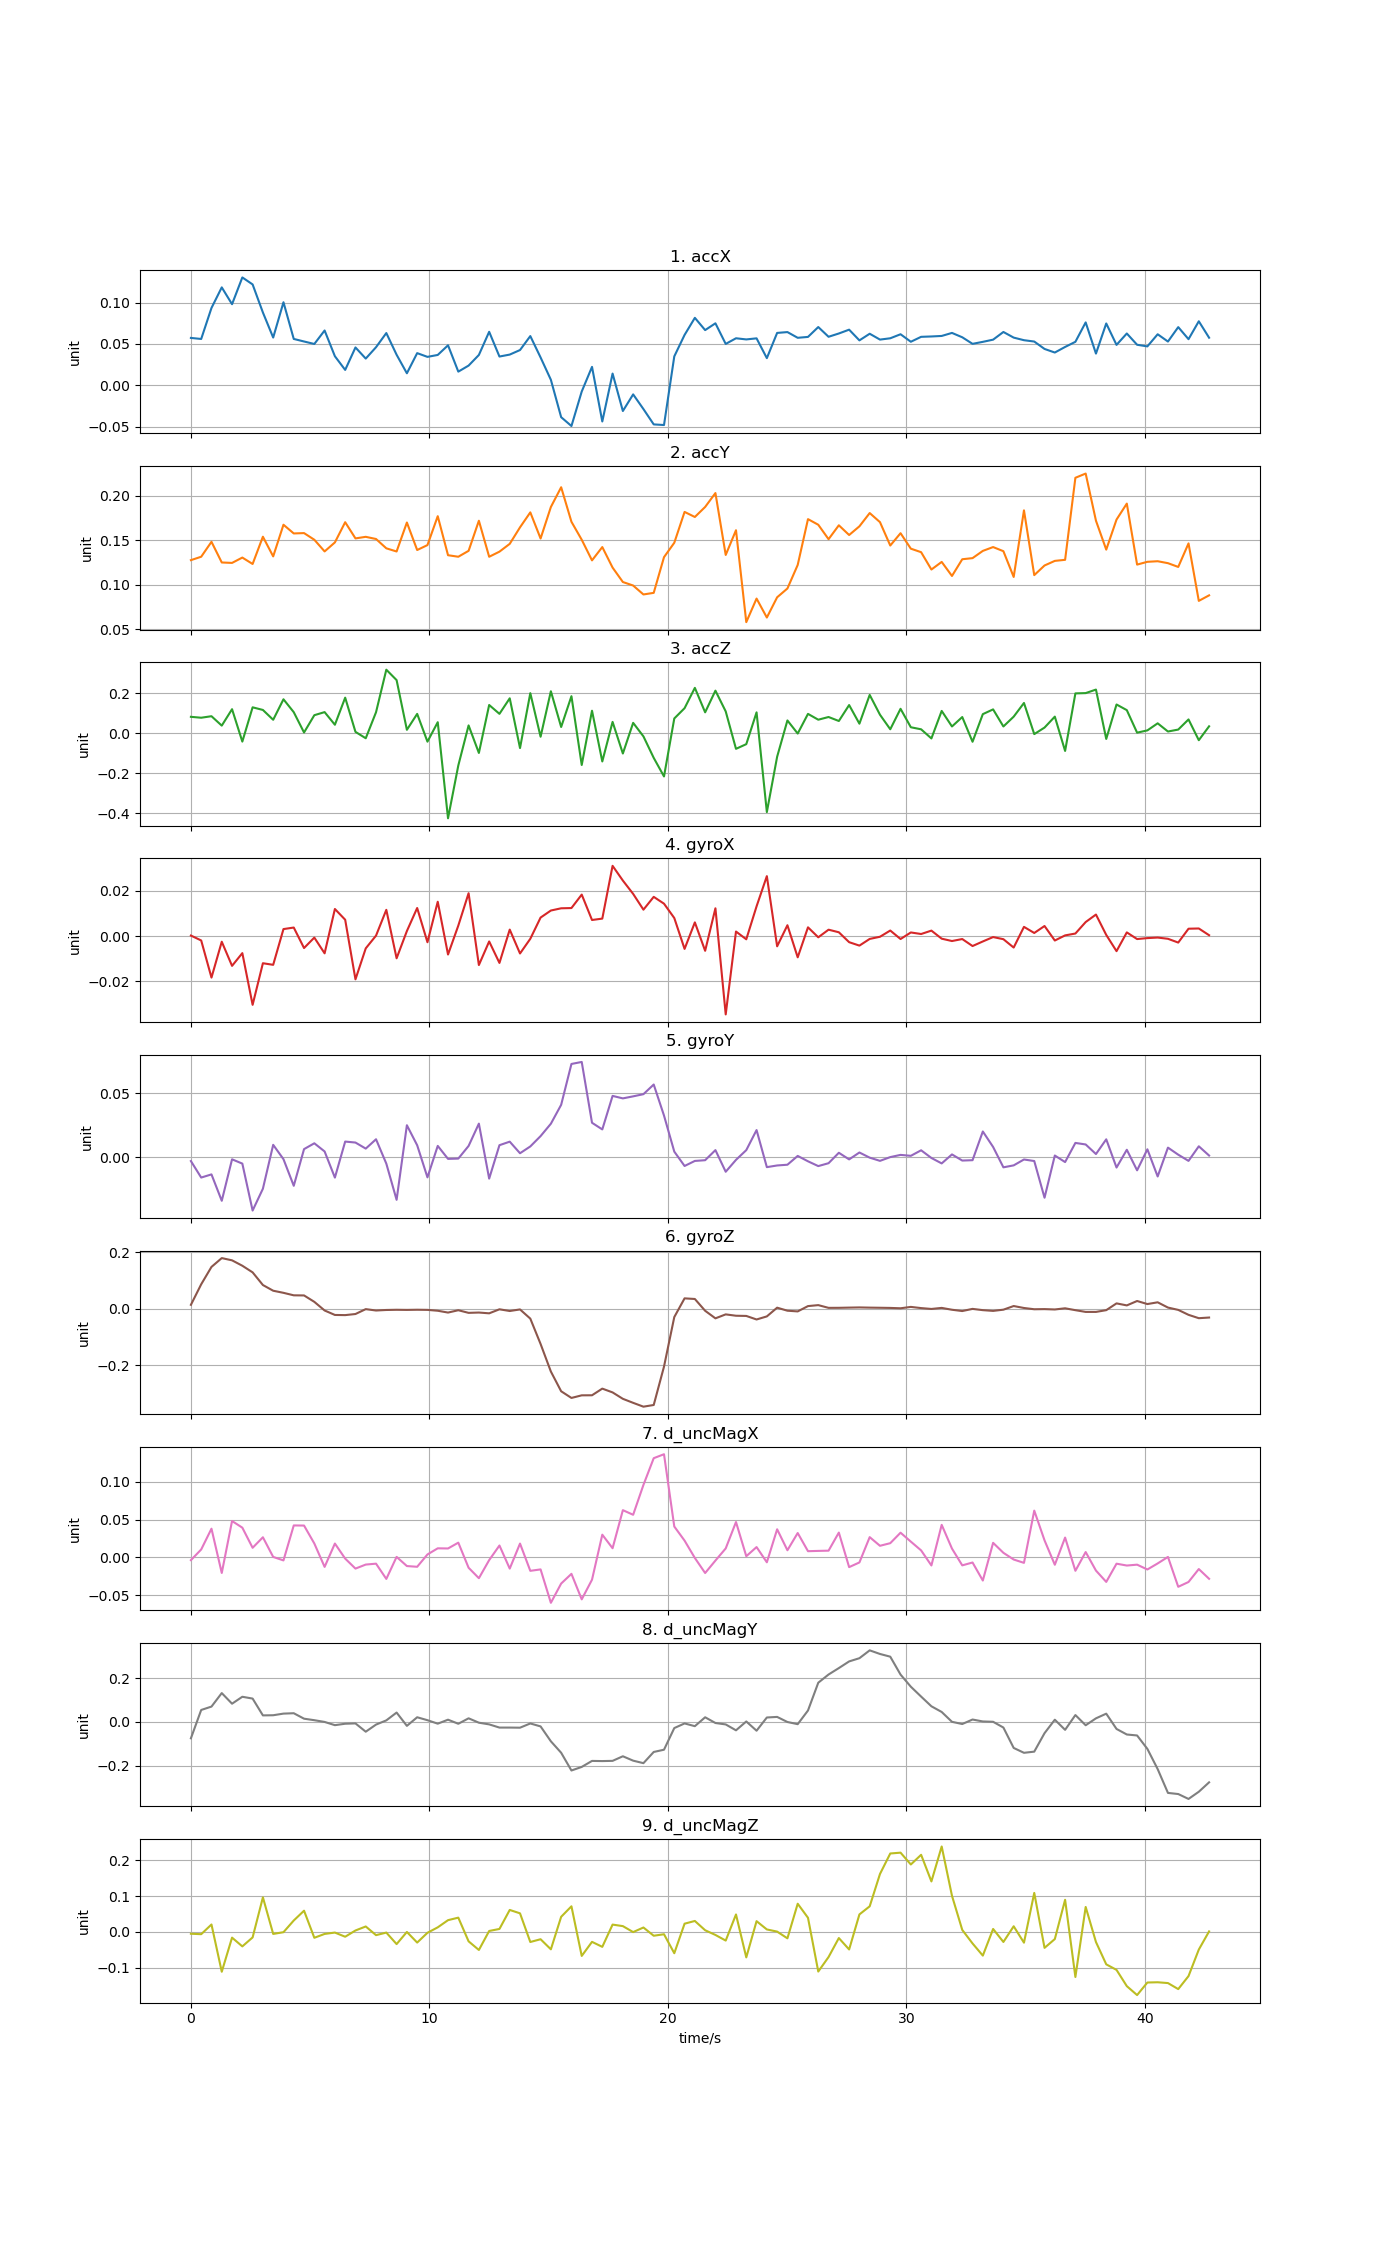 1. accX
0.10
0.05
0.00
−0.05
unit
2. accY
0.20
0.15
0.10
0.05
unit
3. accZ
0.2
0.0
−0.2
−0.4
unit
4. gyroX
0.02
0.00
−0.02
unit
5. gyroY
0.05
0.00
unit
6. gyroZ
0.2
0.0
−0.2
unit
7. d_uncMagX
0.10
0.05
0.00
−0.05
unit
8. d_uncMagY
0.2
0.0
−0.2
unit
9. d_uncMagZ
0.2
0.1
0.0
−0.1
unit
0 10 20 30 40
time/s